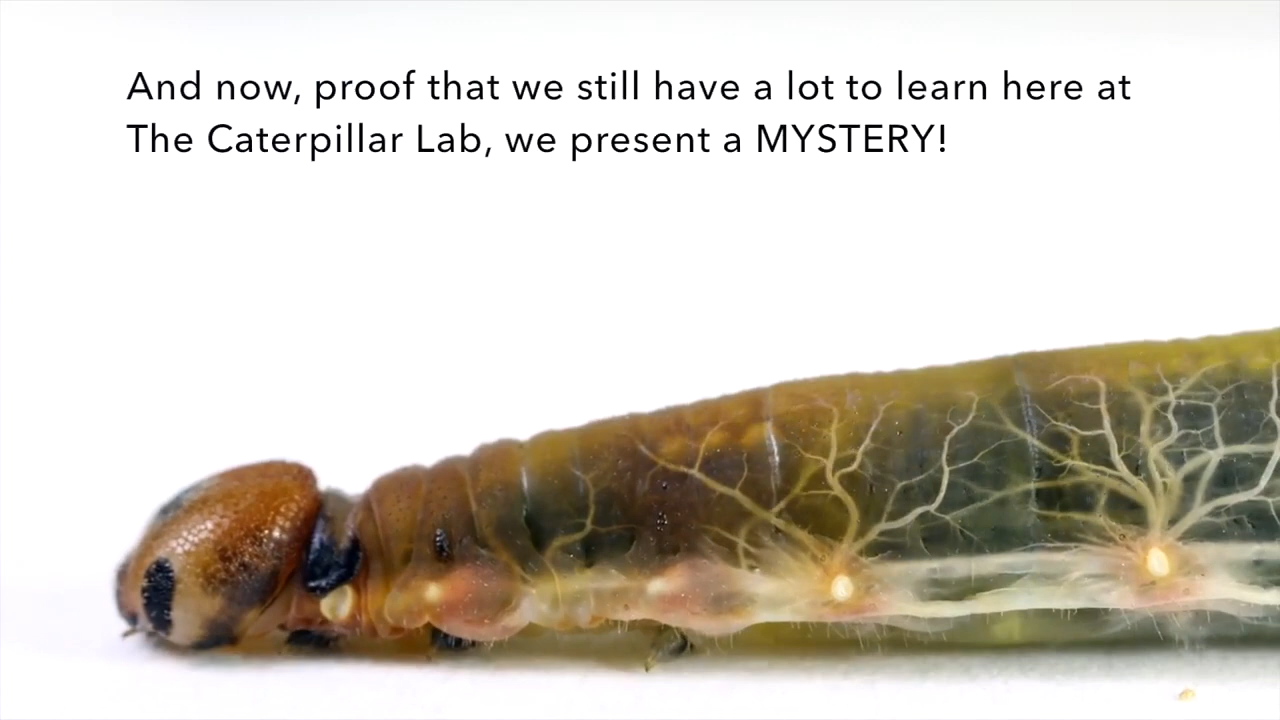 And now, proof that we still have a lot to learn here at
The Caterpillar Lab, we present a MYSTERY!